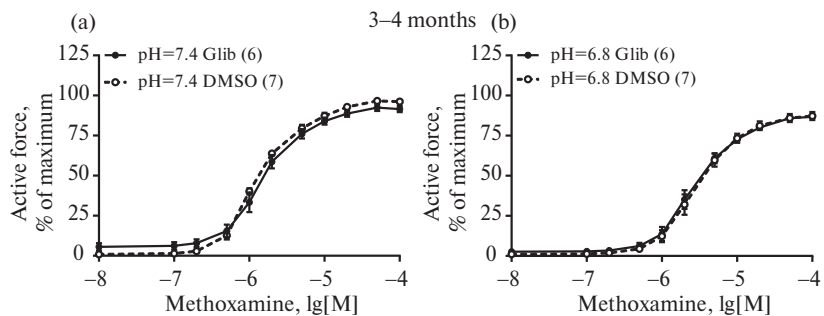 3–4 months
(a)
pH=7.4 Glib (6)
pH=7.4 DMSO (7)
Active force,
% of maximum
125
100
75
50
25
0
–8
–7
–6
–5
–4
Methoxamine, lg[M]
(b)
pH=6.8 Glib (6)
pH=6.8 DMSO (7)
Active force,
% of maximum
125
100
75
50
25
0
–8
–7
–6
–5
–4
Methoxamine, lg[M]